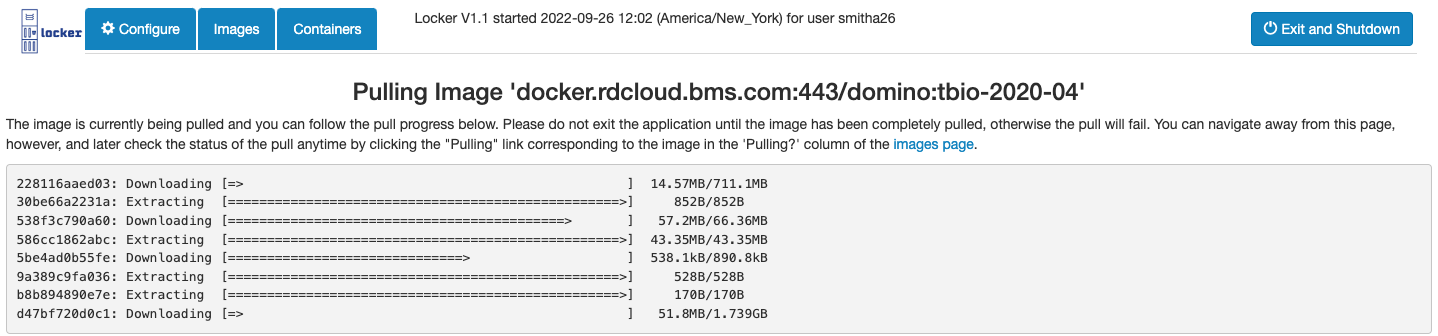 locker
Configure
Images
Containers
Locker V1.1 started 2022-09-26 12:02 (America/New_York) for user smitha26
Exit and Shutdown
Pulling Image 'docker.rdcloud.bms.com:443/domino:tbio-2020-04'
The image is currently being pulled and you can follow the pull progress below. Please do not exit the application until the image has been completely pulled, otherwise the pull will fail. You can navigate away from this page,
however, and later check the status of the pull anytime by clicking the "Pulling" link corresponding to the image in the 'Pulling?' column of the images page.
228116aaed03: Downloading [=>                                                 ]  14.57MB/711.1MB
30be66a2231a: Extracting  [==================================================>]     852B/852B
538f3c790a60: Downloading [===========================================>       ]   57.2MB/66.36MB
586cc1862abc: Extracting  [==================================================>]  43.35MB/43.35MB
5be4ad0b55fe: Downloading [==============================>                    ]  538.1kB/890.8kB
9a389c9fa036: Extracting  [==================================================>]     528B/528B
b8b894890e7e: Extracting  [==================================================>]     170B/170B
d47bf720d0c1: Downloading [=>                                                 ]   51.8MB/1.739GB